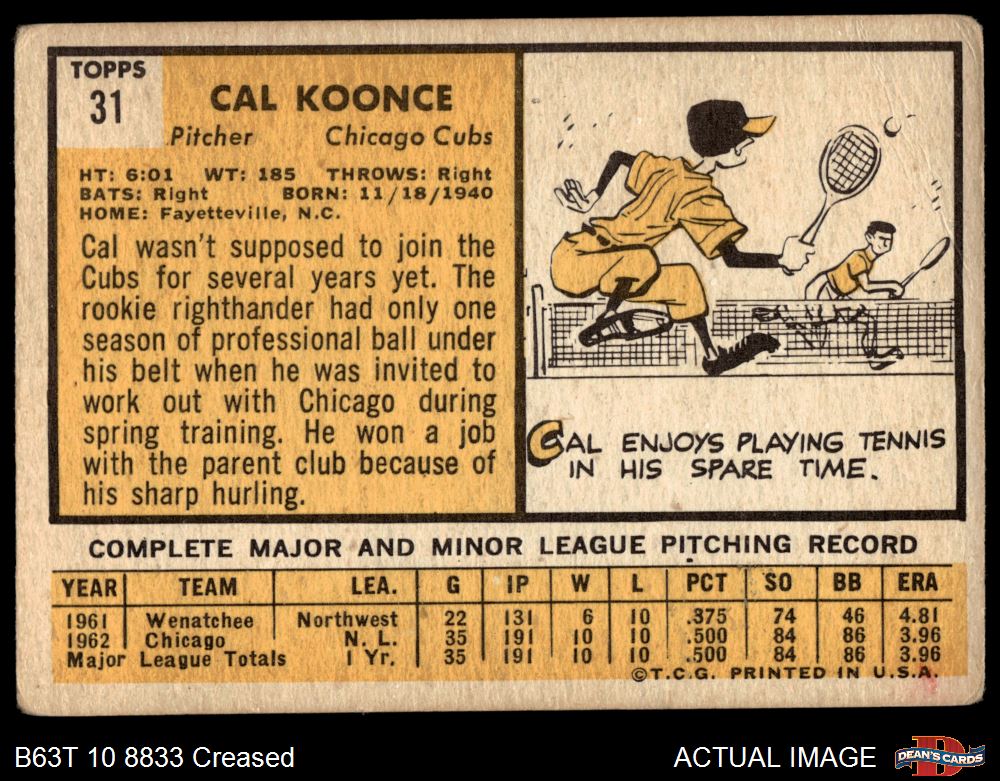 TOPPS
31
CAL KOONCE
Pitcher Chicago Cubs
HT: 6:01 WT: 185 THROWS: Right
BATS: Right BORN: 11/18/1940
HOME: Fayetteville, N.C.
Cal wasn't supposed to join the
Cubs for several years yet. The
rookie righthander had only one
season of professional ball under
his belt when he was invited to
work out with Chicago during
spring training. He won a job
with the parent club because of
his sharp hurling.
CAL ENJOYS PLAYING TENNIS
IN HIS SPARE TIME.
COMPLETE MAJOR AND MINOR LEAGUE PITCHING RECORD
YEAR TEAM LEA. G IP W L PCT SO BB ERA
1961 Wenatchee Northwest 22 131 6 10 .375 74 46 4.81
1962 Chicago N. L. 35 191 10 10 .500 84 86 3.96
Major League Totals 1 Yr. 35 191 10 10 .500 84 86 3.96
©T.C.G. PRINTED IN U.S.A.
B63T 10 8833 Creased
ACTUAL IMAGE
D
DEAN'S CARDS